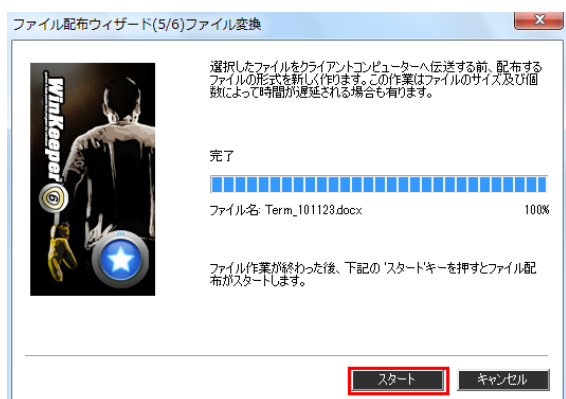 ファイル配布ウィザード(5/6)ファイル変換
選択したファイルをクライアントコンピューターへ伝送する前、配布する
ファイルの形式を新しく作ります。この作業はファイルのサイズ及び個
数によって時間が遅延される場合も有ります。
WinKeeper
6
完了
ファイル名: Term_101123.docx
100%
ファイル作業が終わった後、下記の 'スタート'キーを押すとファイル配
布がスタートします。
スタート
キャンセル